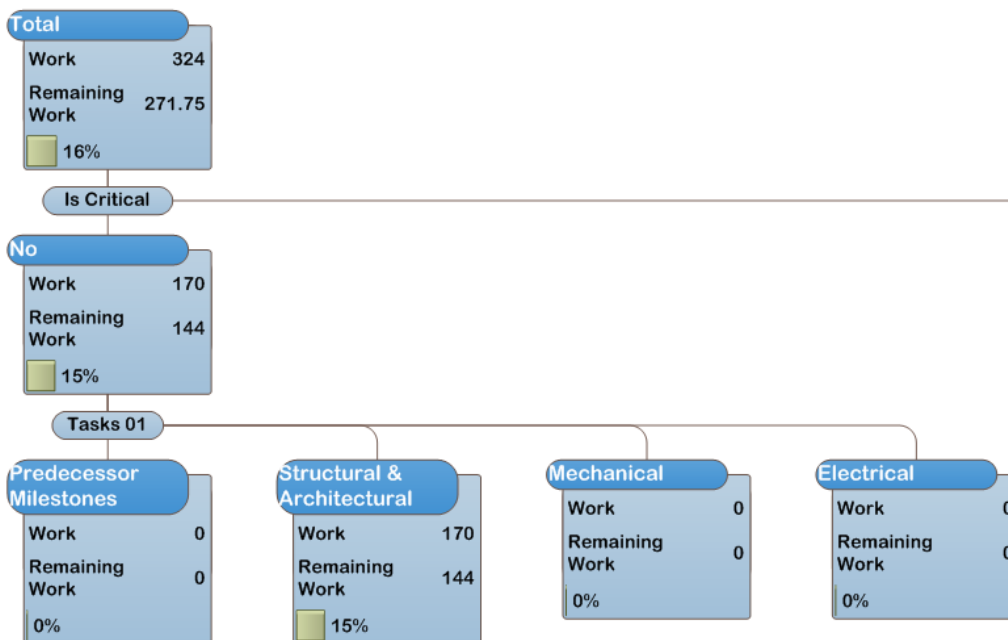 Total
Work 324
Remaining
Work 271.75
16%
Is Critical
No
Work 170
Remaining
Work 144
15%
Tasks 01
Predecessor
Milestones
Work 0
Remaining
Work 0
0%
Structural &
Architectural
Work 170
Remaining
Work 144
15%
Mechanical
Work 0
Remaining
Work 0
0%
Electrical
Work 0
Remaining
Work 0
0%